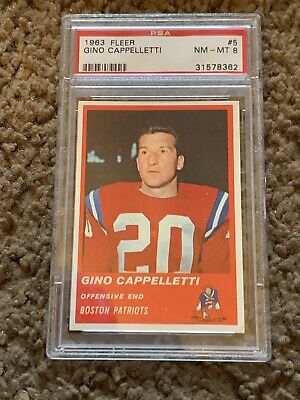 PSA
1963 FLEER #5
GINO CAPPELLETTI NM-MT 8
31578362
20
GINO CAPPELLETTI
OFFENSIVE END
BOSTON PATRIOTS